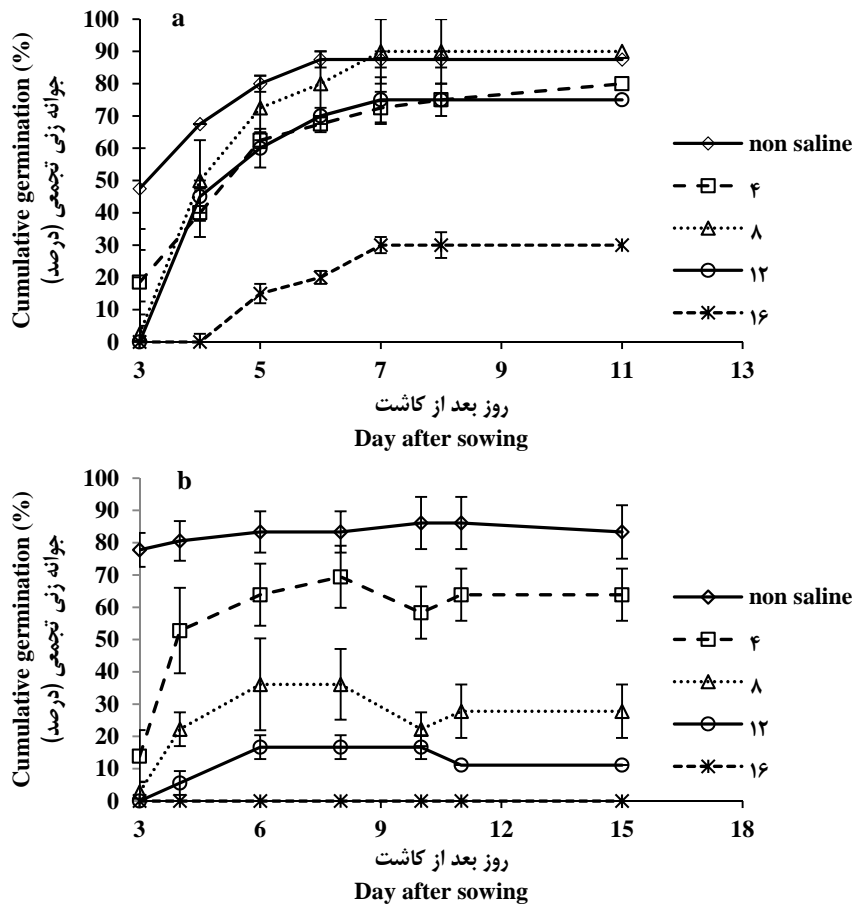 a
Cumulative germination (%)
جوانه زنی تجمعی (درصد)
100
90
80
70
60
50
40
30
20
10
0
3 5 7 9 11 13
روز بعد از کاشت
Day after sowing
non saline
۴
۸
۱۲
۱۶
b
Cumulative germination (%)
جوانه زنی تجمعی (درصد)
100
90
80
70
60
50
40
30
20
10
0
3 6 9 12 15 18
روز بعد از کاشت
Day after sowing
non saline
۴
۸
۱۲
۱۶